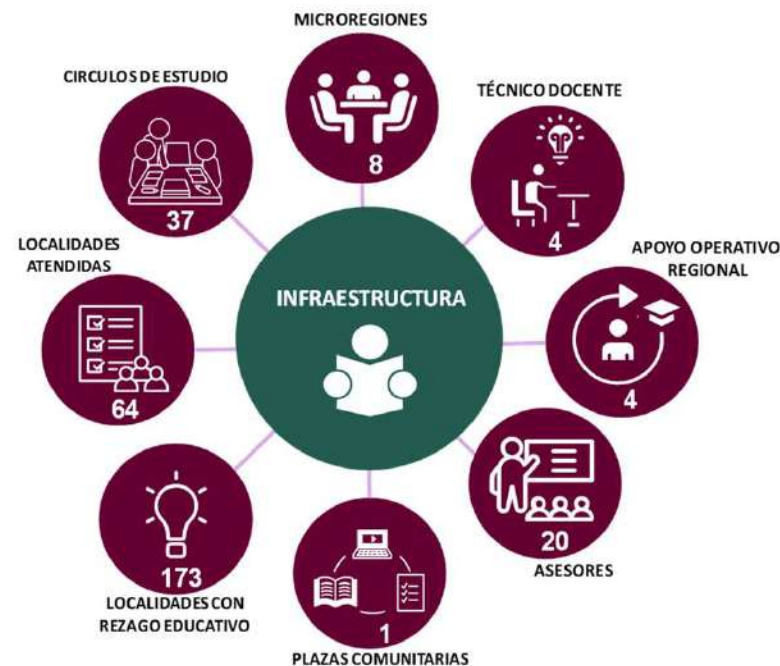 MICROREGIONES
8
TÉCNICO DOCENTE
4
APOYO OPERATIVO
REGIONAL
4
20
ASESORES
1
PLAZAS COMUNITARIAS
173
LOCALIDADES CON
REZAGO EDUCATIVO
LOCALIDADES
ATENDIDAS
64
CIRCULOS DE ESTUDIO
37
INFRAESTRUCTURA